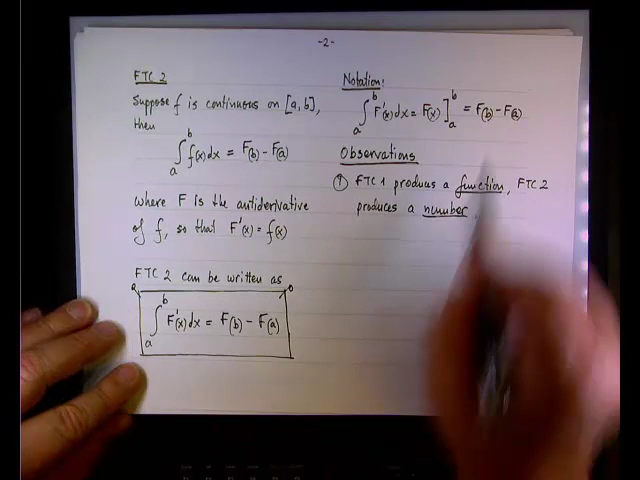 -2-
FTC 2
Suppose f is continuous on [a, b],
then
∫_a^b f(x)dx = F(b) - F(a)
where F is the antiderivative
of f, so that F'(x) = f(x)
FTC 2 can be written as
∫_a^b F'(x)dx = F(b) - F(a)
Notation:
∫_a^b F'(x)dx = F(x)]_a^b = F(b) - F(a)
Observations
① FTC 1 produces a function, FTC 2
produces a number.